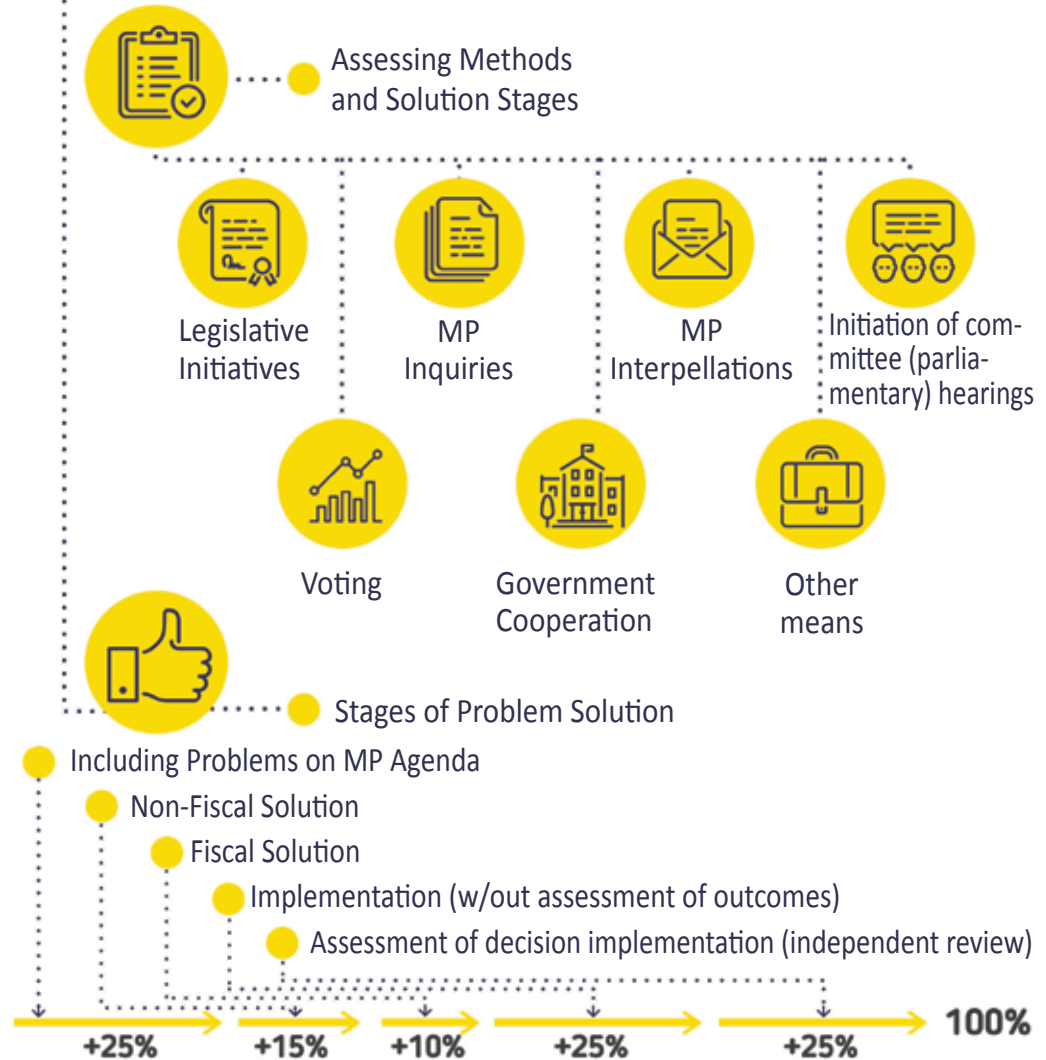 Assessing Methods
and Solution Stages
Legislative
Initiatives
MP
Inquiries
MP
Interpellations
Initiation of com-
mittee (parlia-
mentary) hearings
Voting
Government
Cooperation
Other
means
Stages of Problem Solution
Including Problems on MP Agenda
Non-Fiscal Solution
Fiscal Solution
Implementation (w/out assessment of outcomes)
Assessment of decision implementation (independent review)
+25%
+15%
+10%
+25%
+25%
100%